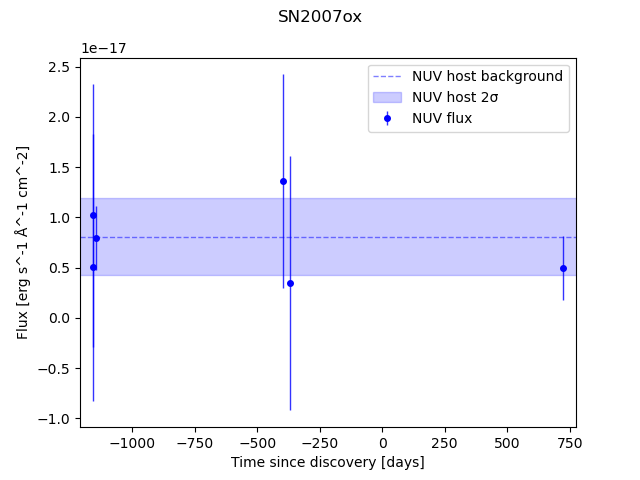 SN2007ox
1e−17
NUV host background
NUV host 2σ
NUV flux
2.5
2.0
1.5
1.0
0.5
0.0
−0.5
−1.0
Flux [erg s^-1 Å^-1 cm^-2]
−1000 −750 −500 −250 0 250 500 750
Time since discovery [days]